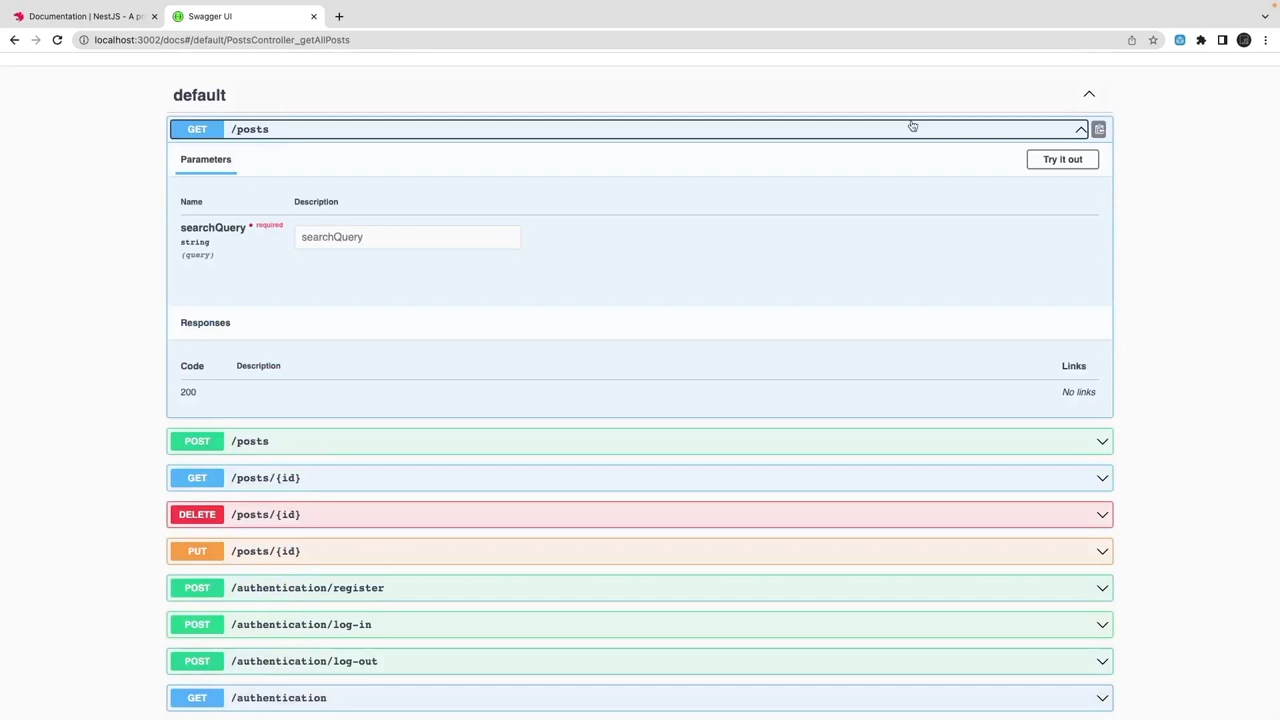 Documentation | NestJS - A pr
Swagger UI
localhost:3002/docs#/default/PostsController_getAllPosts
default
GET /posts
Parameters
Try it out
Name Description
searchQuery * required
searchQuery
string
(query)
Responses
Code Description Links
200 No links
POST /posts
GET /posts/{id}
DELETE /posts/{id}
PUT /posts/{id}
POST /authentication/register
POST /authentication/log-in
POST /authentication/log-out
GET /authentication